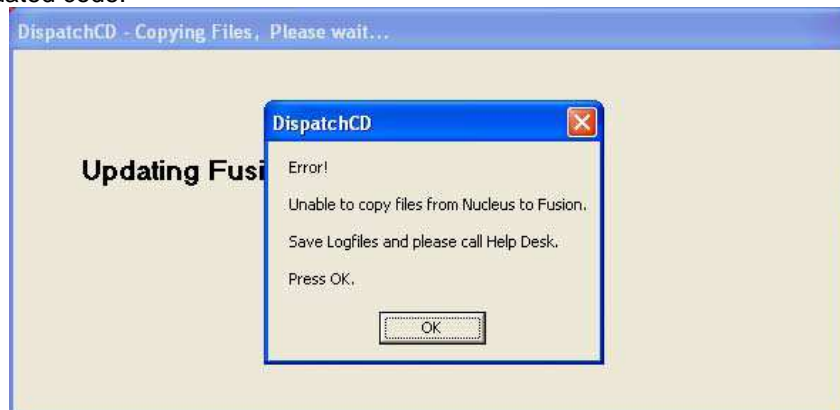 DispatchCD - Copying Files, Please wait...
DispatchCD
Updating Fusi
Error!
Unable to copy files from Nucleus to Fusion.
Save Logfiles and please call Help Desk.
Press OK.
OK